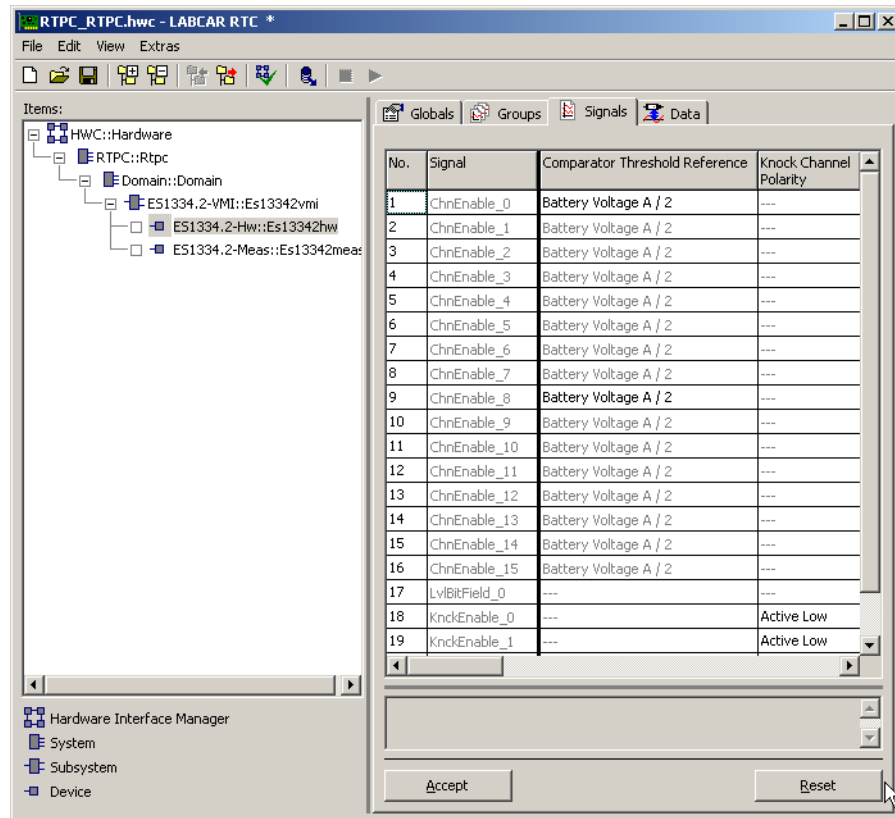 RTPC_RTPC.hwc - LABCAR RTC *
File Edit View Extras
Items:
HWC::Hardware
RTPC::Rtpc
Domain::Domain
ES1334.2-VMI::Es13342vmi
ES1334.2-Hw::Es13342hw
ES1334.2-Meas::Es13342meas
Hardware Interface Manager
System
Subsystem
Device
Globals Groups Signals Data
No. Signal Comparator Threshold Reference Knock Channel
Polarity
1 ChnEnable_0 Battery Voltage A / 2 ---
2 ChnEnable_1 Battery Voltage A / 2 ---
3 ChnEnable_2 Battery Voltage A / 2 ---
4 ChnEnable_3 Battery Voltage A / 2 ---
5 ChnEnable_4 Battery Voltage A / 2 ---
6 ChnEnable_5 Battery Voltage A / 2 ---
7 ChnEnable_6 Battery Voltage A / 2 ---
8 ChnEnable_7 Battery Voltage A / 2 ---
9 ChnEnable_8 Battery Voltage A / 2 ---
10 ChnEnable_9 Battery Voltage A / 2 ---
11 ChnEnable_10 Battery Voltage A / 2 ---
12 ChnEnable_11 Battery Voltage A / 2 ---
13 ChnEnable_12 Battery Voltage A / 2 ---
14 ChnEnable_13 Battery Voltage A / 2 ---
15 ChnEnable_14 Battery Voltage A / 2 ---
16 ChnEnable_15 Battery Voltage A / 2 ---
17 LvlBitField_0 --- ---
18 KnckEnable_0 --- Active Low
19 KnckEnable_1 --- Active Low
Accept Reset